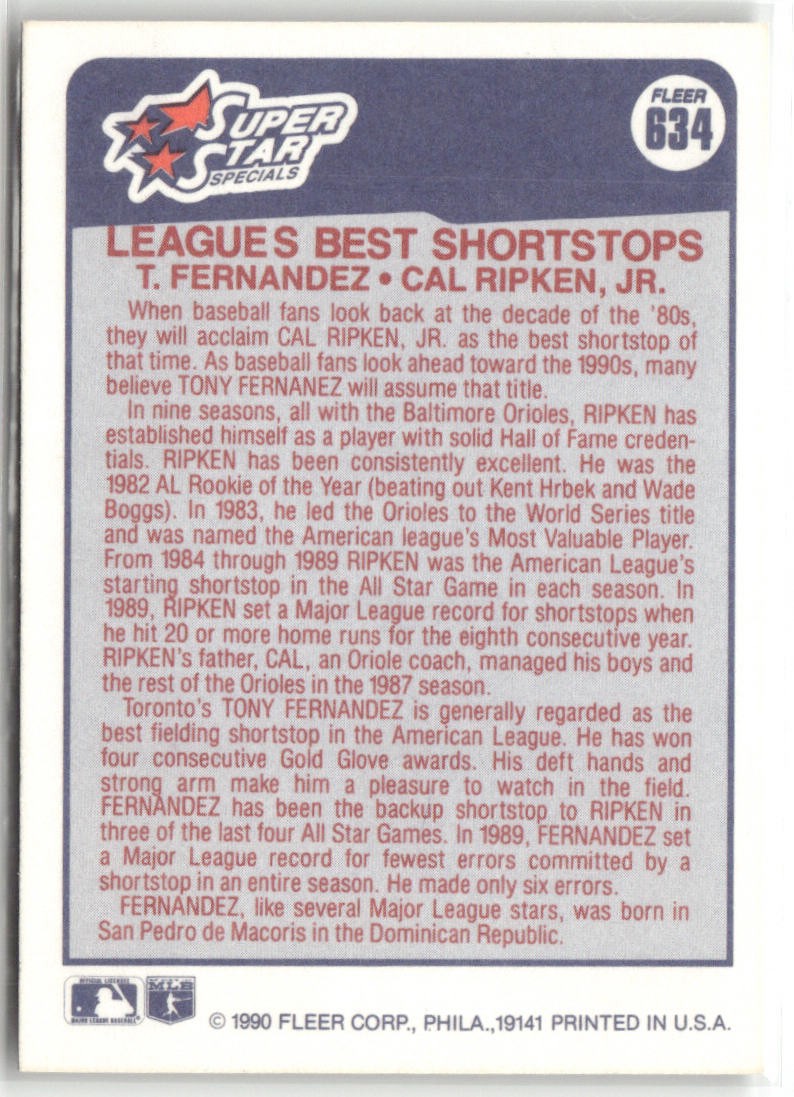 SUPER
STAR
SPECIALS
FLEER
634
LEAGUE'S BEST SHORTSTOPS
T. FERNANDEZ • CAL RIPKEN, JR.
When baseball fans look back at the decade of the '80s,
they will acclaim CAL RIPKEN, JR. as the best shortstop of
that time. As baseball fans look ahead toward the 1990s, many
believe TONY FERNANEZ will assume that title.
In nine seasons, all with the Baltimore Orioles, RIPKEN has
established himself as a player with solid Hall of Fame creden-
tials. RIPKEN has been consistently excellent. He was the
1982 AL Rookie of the Year (beating out Kent Hrbek and Wade
Boggs). In 1983, he led the Orioles to the World Series title
and was named the American league's Most Valuable Player.
From 1984 through 1989 RIPKEN was the American League's
starting shortstop in the All Star Game in each season. In
1989, RIPKEN set a Major League record for shortstops when
he hit 20 or more home runs for the eighth consecutive year.
RIPKEN's father, CAL, an Oriole coach, managed his boys and
the rest of the Orioles in the 1987 season.
Toronto's TONY FERNANDEZ is generally regarded as the
best fielding shortstop in the American League. He has won
four consecutive Gold Glove awards. His deft hands and
strong arm make him a pleasure to watch in the field.
FERNANDEZ has been the backup shortstop to RIPKEN in
three of the last four All Star Games. In 1989, FERNANDEZ set
a Major League record for fewest errors committed by a
shortstop in an entire season. He made only six errors.
FERNANDEZ, like several Major League stars, was born in
San Pedro de Macoris in the Dominican Republic.
OFFICIAL LICENSEE
MAJOR LEAGUE BASEBALL
MLB
© 1990 FLEER CORP., PHILA.,19141 PRINTED IN U.S.A.